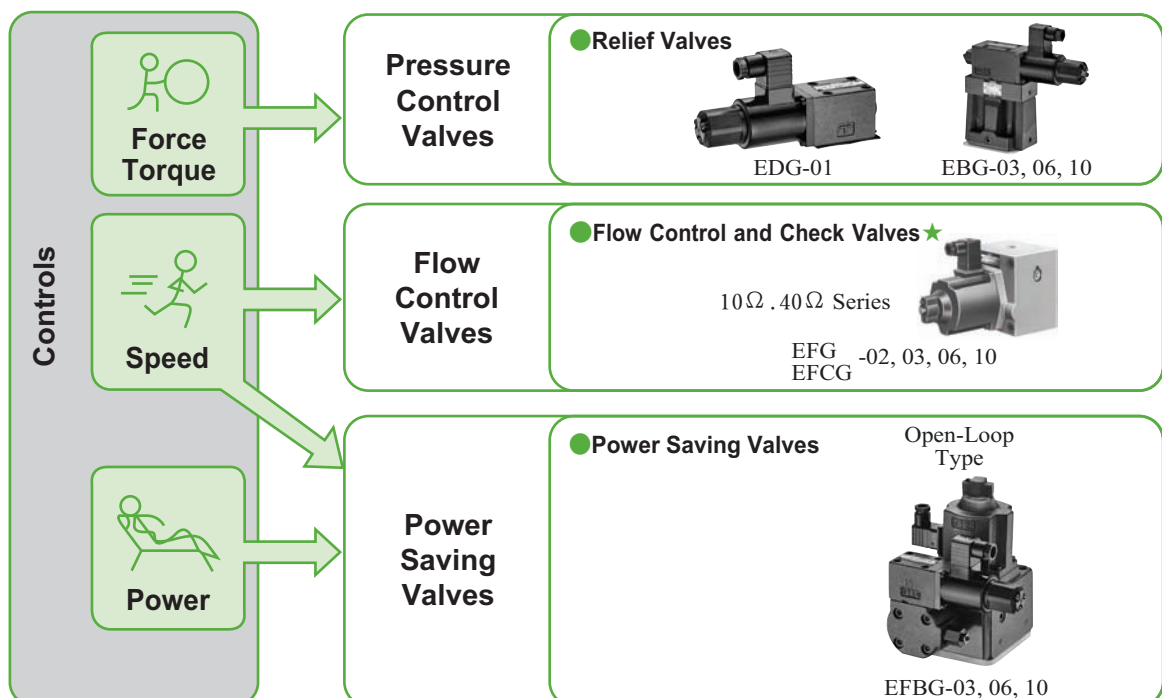 Controls
Force
Torque
Speed
Power
Pressure
Control
Valves
Flow
Control
Valves
Power
Saving
Valves
●Relief Valves
EDG-01
EBG-03, 06, 10
●Flow Control and Check Valves★
10Ω . 40Ω Series
EFG
EFCG -02, 03, 06, 10
●Power Saving Valves
Open-Loop
Type
EFBG-03, 06, 10